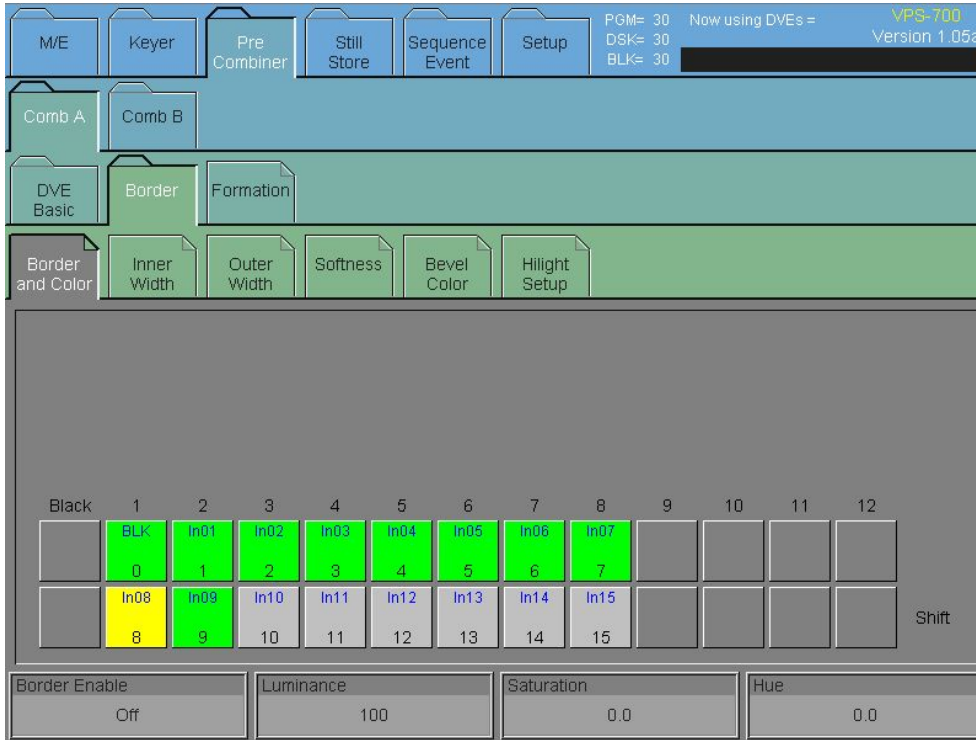 M/E
Keyer
Pre
Combiner
Still
Store
Sequence
Event
Setup
PGM= 30
DSK= 30
BLK= 30
Now using DVEs =
VPS-700
Version 1.05a
Comb A
Comb B
DVE
Basic
Border
Formation
Border
and Color
Inner
Width
Outer
Width
Softness
Bevel
Color
Hilight
Setup
Black 1 2 3 4 5 6 7 8 9 10 11 12
BLK In01 In02 In03 In04 In05 In06 In07
0 1 2 3 4 5 6 7
In08 In09 In10 In11 In12 In13 In14 In15
8 9 10 11 12 13 14 15
Shift
Border Enable
Off
Luminance
100
Saturation
0.0
Hue
0.0